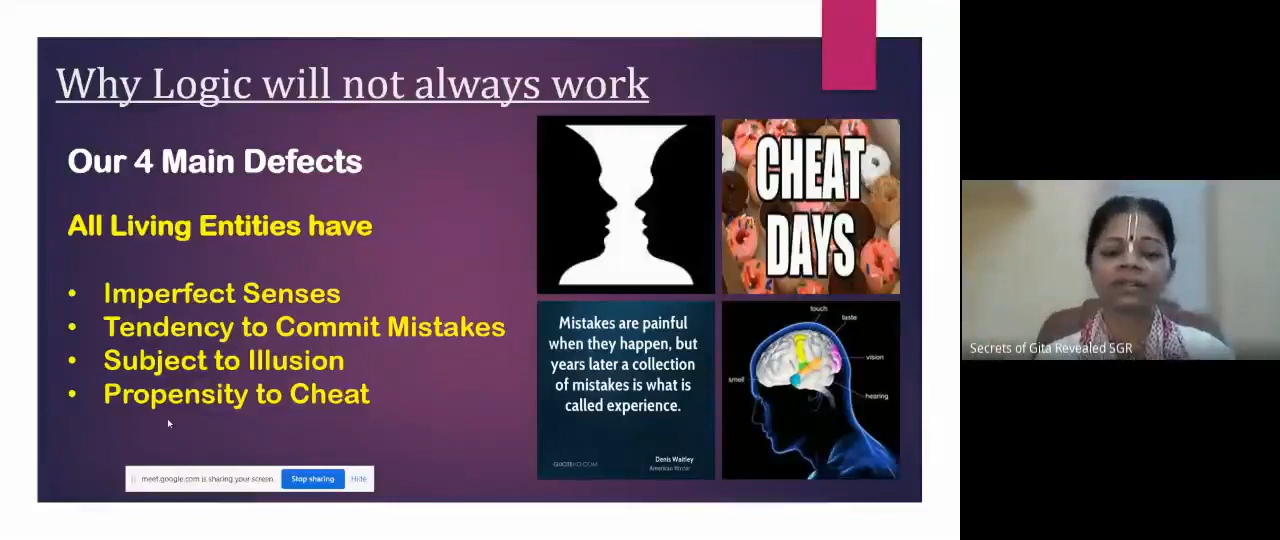 Why Logic will not always work
Our 4 Main Defects
All Living Entities have
• Imperfect Senses
• Tendency to Commit Mistakes
• Subject to Illusion
• Propensity to Cheat
CHEAT
DAYS
Mistakes are painful
when they happen, but
years later a collection
of mistakes is what is
called experience.
Denis Waitley
American Writer
QUOTEHD.COM
touch
taste
vision
smell
hearing
meet.google.com is sharing your screen.
Stop sharing
Hide
Secrets of Gita Revealed SGR